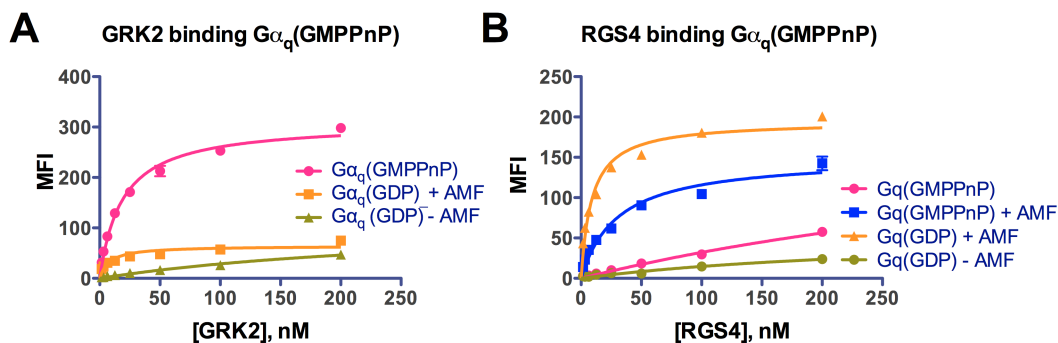 A
GRK2 binding Gαq(GMPPnP)
400
300
200
100
0
MFI
0
50
100
150
200
250
[GRK2], nM
Gαq(GMPPnP)
Gαq(GDP) + AMF
Gαq (GDP)- AMF
B
RGS4 binding Gαq(GMPPnP)
250
200
150
100
50
0
MFI
0
50
100
150
200
250
[RGS4], nM
Gq(GMPPnP)
Gq(GMPPnP) + AMF
Gq(GDP) + AMF
Gq(GDP) - AMF